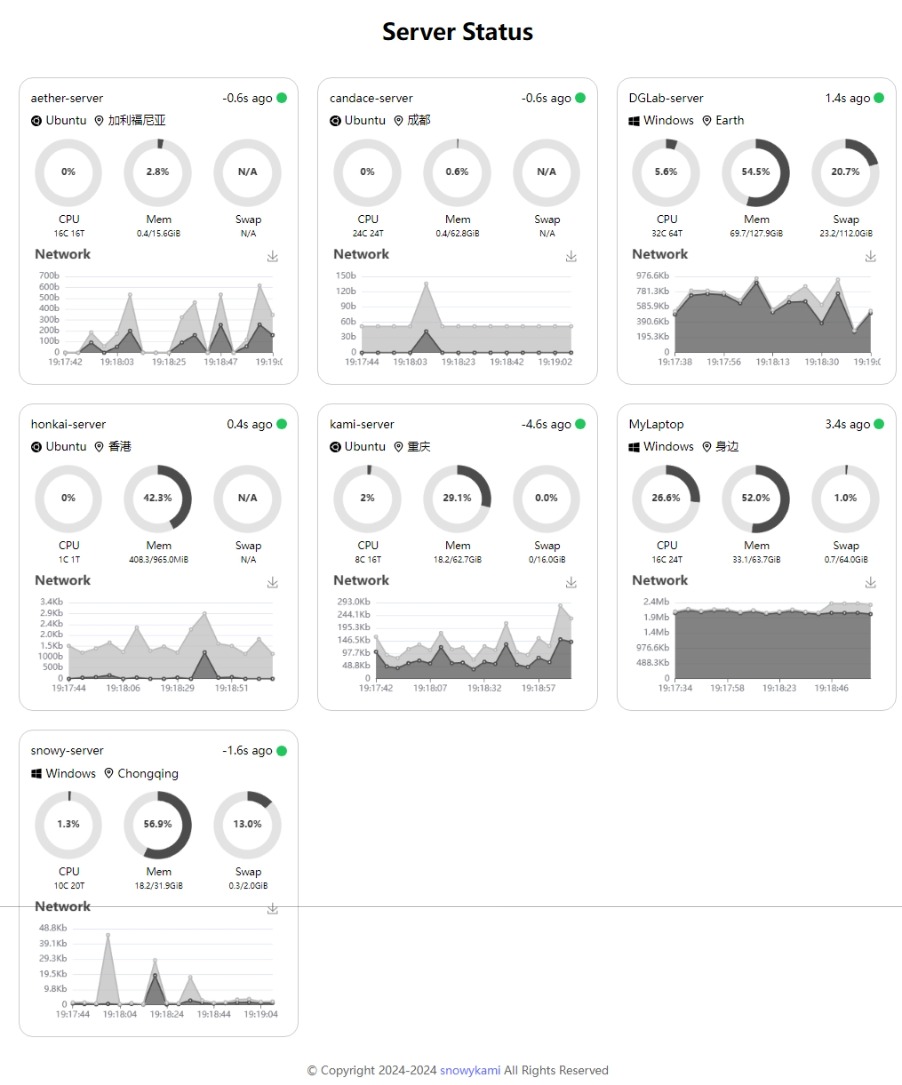 Server Status
aether-server -0.6s ago
Ubuntu 加利福尼亚
0% 2.8% N/A
CPU Mem Swap
16C 16T 0.4/15.6GiB N/A
Network
700b
600b
500b
400b
300b
200b
100b
0
19:17:42 19:18:03 19:18:25 19:18:47 19:19:0
candace-server -0.6s ago
Ubuntu 成都
0% 0.6% N/A
CPU Mem Swap
24C 24T 0.4/62.8GiB N/A
Network
150b
120b
90b
60b
30b
0
19:17:44 19:18:03 19:18:23 19:18:42 19:19:02
DGLab-server 1.4s ago
Windows Earth
5.6% 54.5% 20.7%
CPU Mem Swap
32C 64T 69.7/127.9GiB 23.2/112.0GiB
Network
976.6Kb
781.3Kb
585.9Kb
390.6Kb
195.3Kb
0
19:17:38 19:17:56 19:18:13 19:18:30 19:19:0
honkai-server 0.4s ago
Ubuntu 香港
0% 42.3% N/A
CPU Mem Swap
1C 1T 408.3/965.0MiB N/A
Network
3.4Kb
2.9Kb
2.4Kb
2.0Kb
1.5Kb
1000b
500b
0
19:17:44 19:18:06 19:18:29 19:18:51
kami-server -4.6s ago
Ubuntu 重庆
2% 29.1% 0.0%
CPU Mem Swap
8C 16T 18.2/62.7GiB 0/16.0GiB
Network
293.0Kb
244.1Kb
195.3Kb
146.5Kb
97.7Kb
48.8Kb
0
19:17:42 19:18:07 19:18:32 19:18:57
MyLaptop 3.4s ago
Windows 身边
26.6% 52.0% 1.0%
CPU Mem Swap
16C 24T 33.1/63.7GiB 0.7/64.0GiB
Network
2.4Mb
1.9Mb
1.4Mb
976.6Kb
488.3Kb
0
19:17:34 19:17:58 19:18:23 19:18:46
snowy-server -1.6s ago
Windows Chongqing
1.3% 56.9% 13.0%
CPU Mem Swap
10C 20T 18.2/31.9GiB 0.3/2.0GiB
Network
48.8Kb
39.1Kb
29.3Kb
19.5Kb
9.8Kb
0
19:17:44 19:18:04 19:18:24 19:18:44 19:19:04
© Copyright 2024-2024 snowykami All Rights Reserved